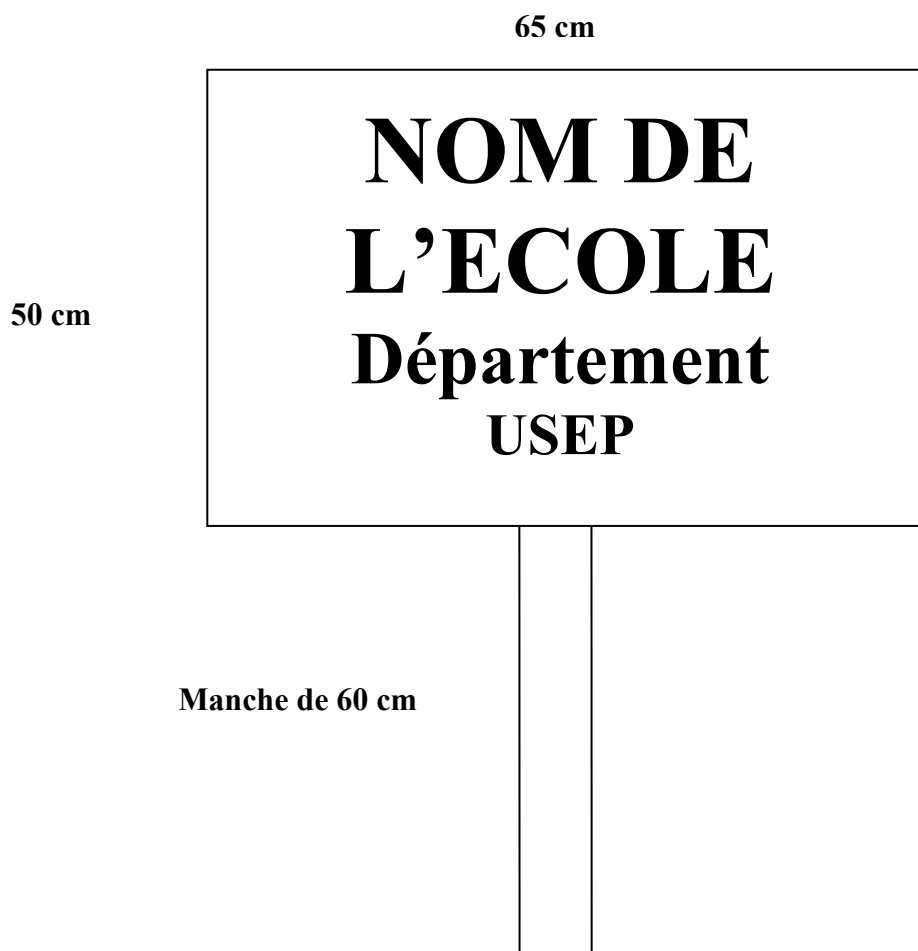 65 cm
NOM DE
L’ECOLE
50 cm
Département
USEP
Manche de 60 cm